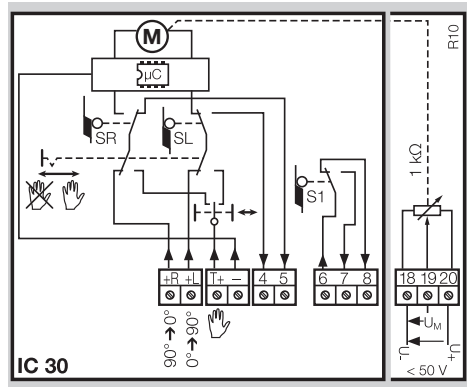 M
µC
R10
SR
SL
1 kΩ
S1
+R +L T+ – 4 5 6 7 8 18 19 20
90° → 0°
0° → 90°
U_M
-U
+U
< 50 V
IC 30